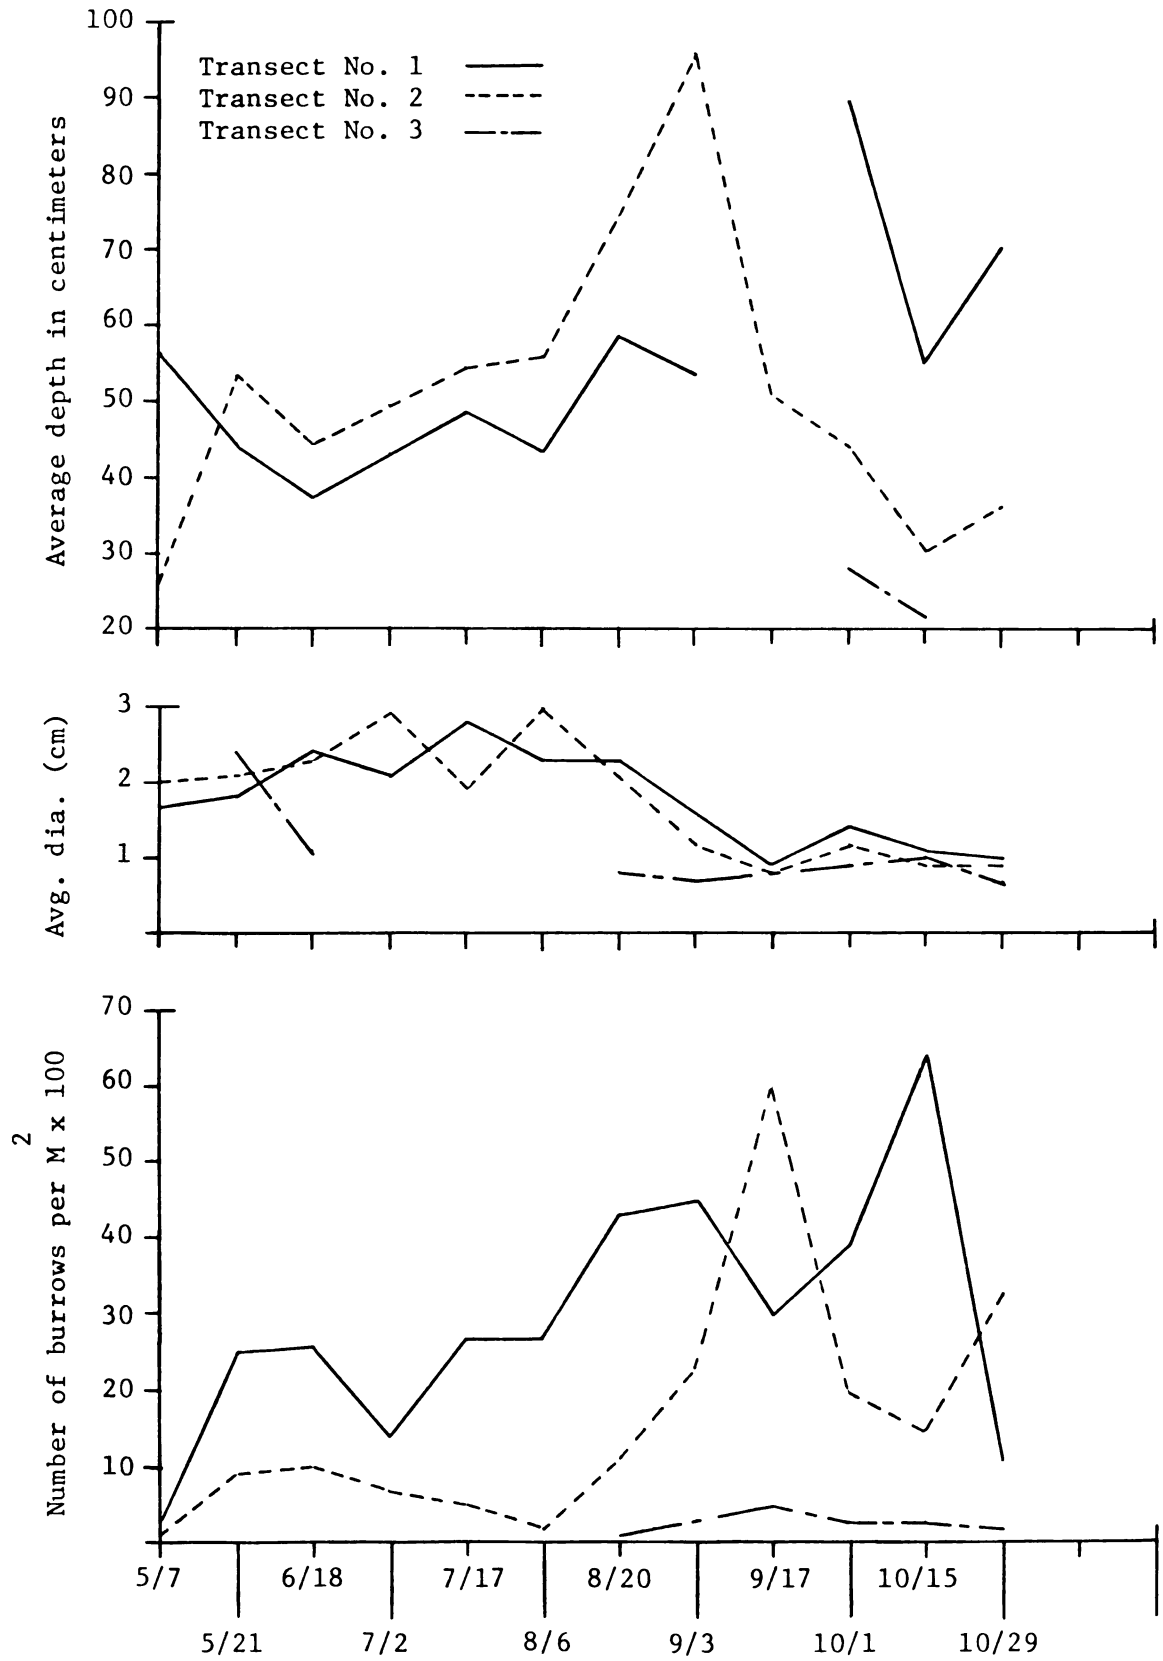 100
90
80
70
60
50
40
30
20
Average depth in centimeters
Transect No. 1
Transect No. 2
Transect No. 3
3
2
1
Avg. dia. (cm)
70
60
50
40
30
20
10
Number of burrows per M2 x 100
5/7 6/18 7/17 8/20 9/17 10/15
5/21 7/2 8/6 9/3 10/1 10/29